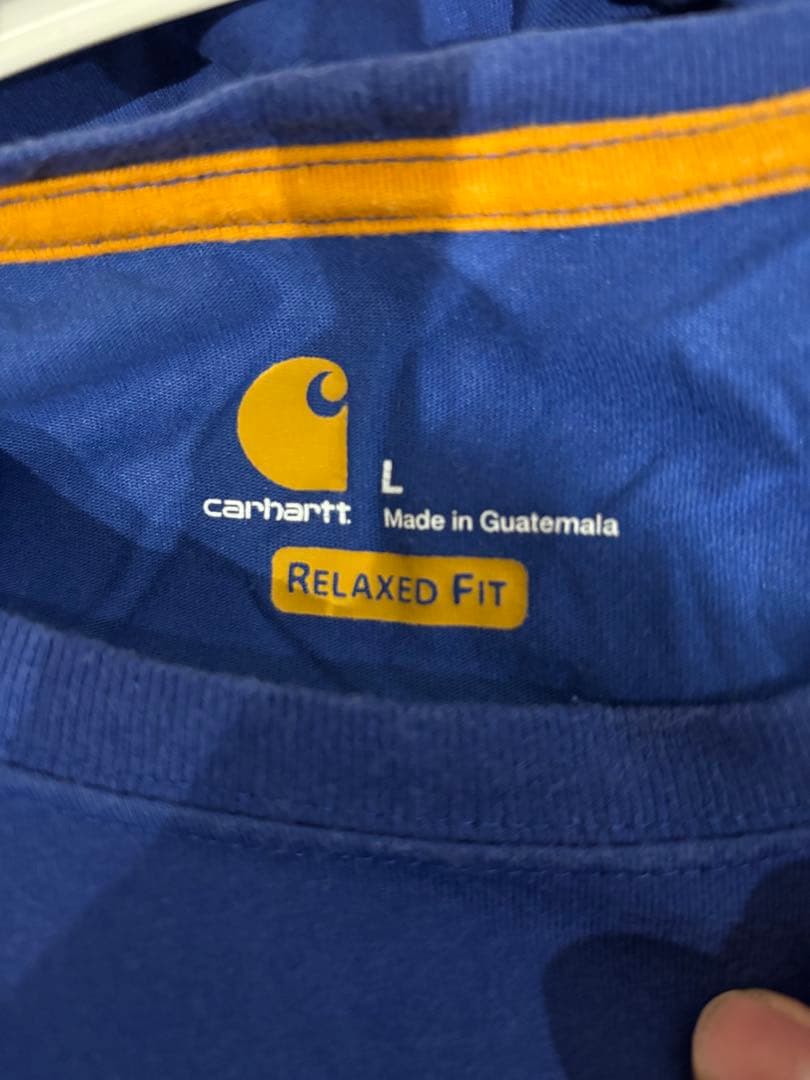 L
carhartt Made in Guatemala
RELAXED FIT